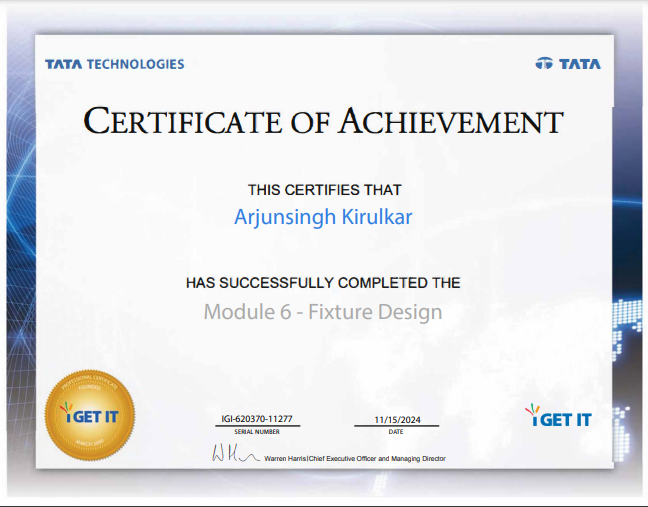 TATA TECHNOLOGIES
TATA
CERTIFICATE OF ACHIEVEMENT
THIS CERTIFIES THAT
Arjunsingh Kirulkar
HAS SUCCESSFULLY COMPLETED THE
Module 6 - Fixture Design
PROFESSIONAL CERTIFICATE
i GET IT
IGI-620370-11277
SERIAL NUMBER
11/15/2024
DATE
i GET IT
Warren Harris|Chief Executive Officer and Managing Director